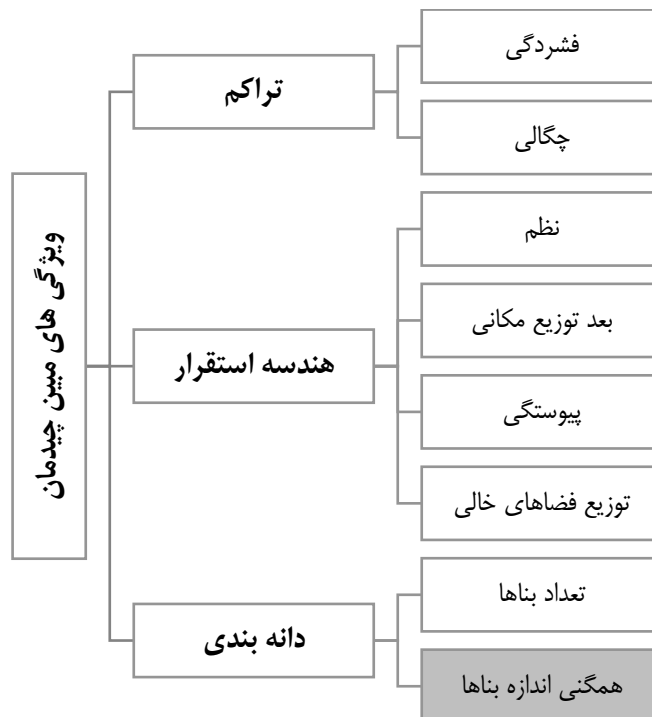 ویژگی های مبین چیدمان
تراکم
فشردگی
چگالی
هندسه استقرار
نظم
بعد توزیع مکانی
پیوستگی
توزیع فضاهای خالی
دانه بندی
تعداد بناها
همگنی اندازه بناها